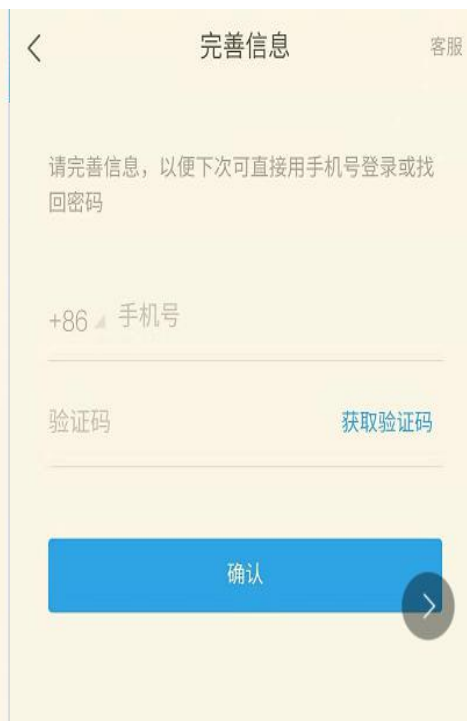 完善信息
客服
请完善信息，以便下次可直接用手机号登录或找
回密码
+86 手机号
验证码 获取验证码
确认